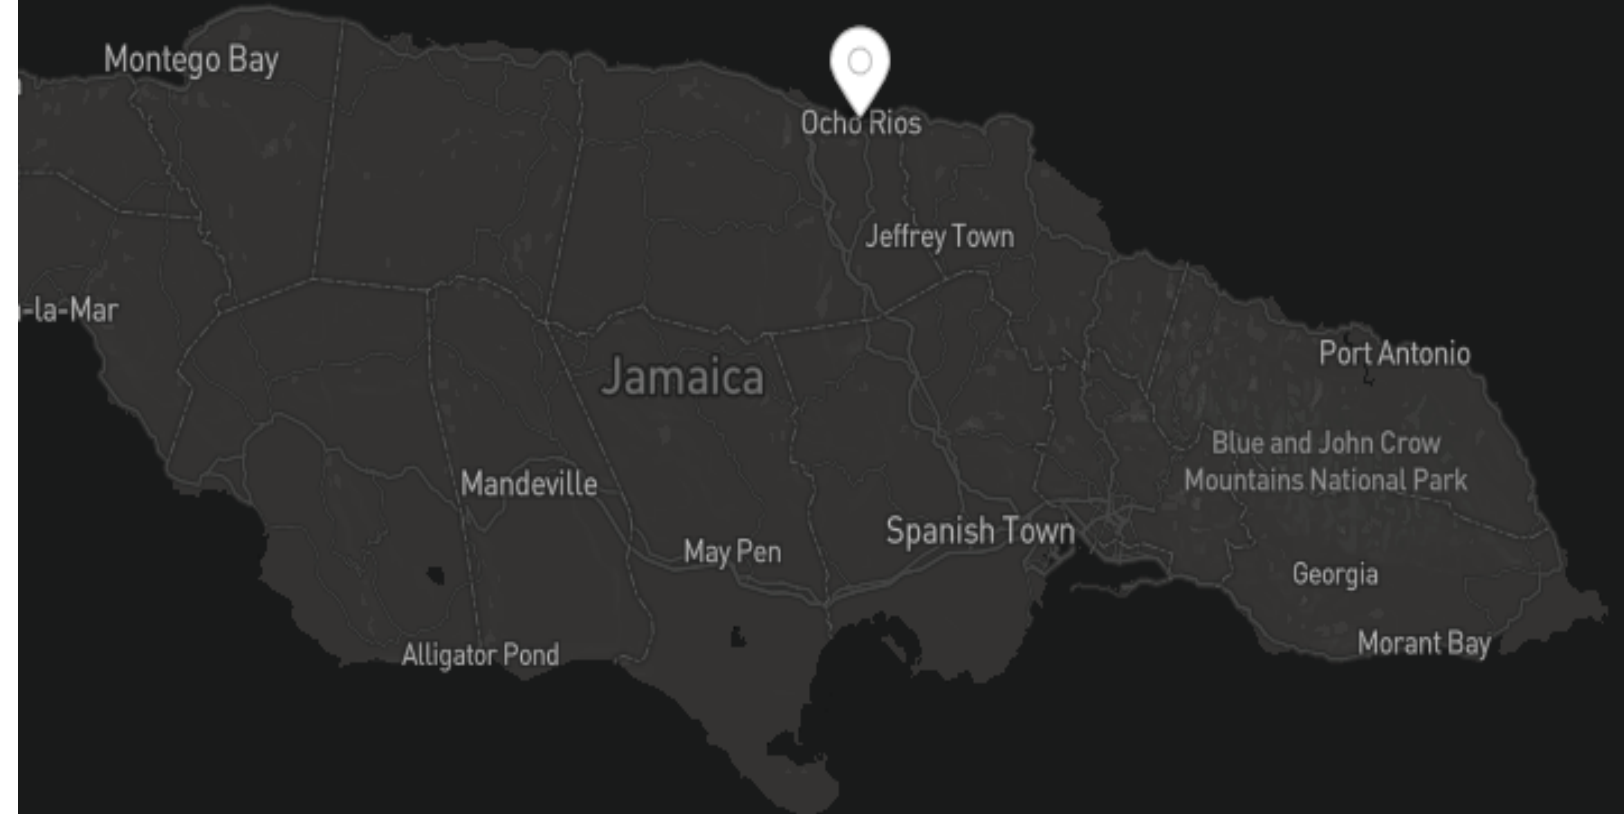 Montego Bay
Ocho Rios
Jeffrey Town
-la-Mar
Port Antonio
Jamaica
Blue and John Crow
Mountains National Park
Mandeville
Spanish Town
May Pen
Georgia
Morant Bay
Alligator Pond